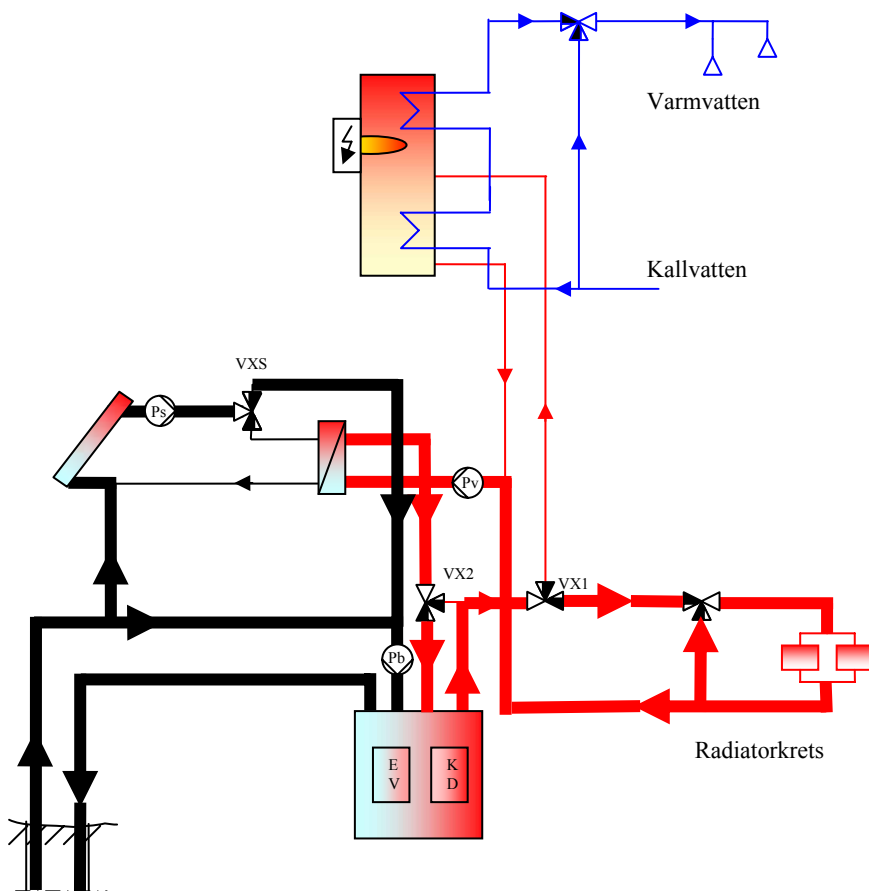 Varmvatten
Kallvatten
VXS
Ps
Pv
VX2
VX1
Pb
E
V
K
D
Radiatorkrets